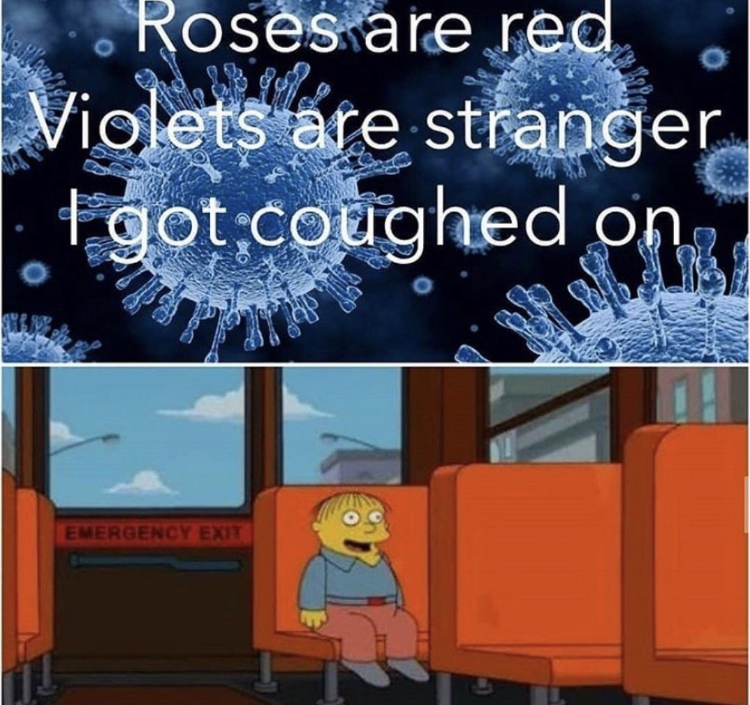 Roses are red
Violets are stranger
I got coughed on
EMERGENCY EXIT